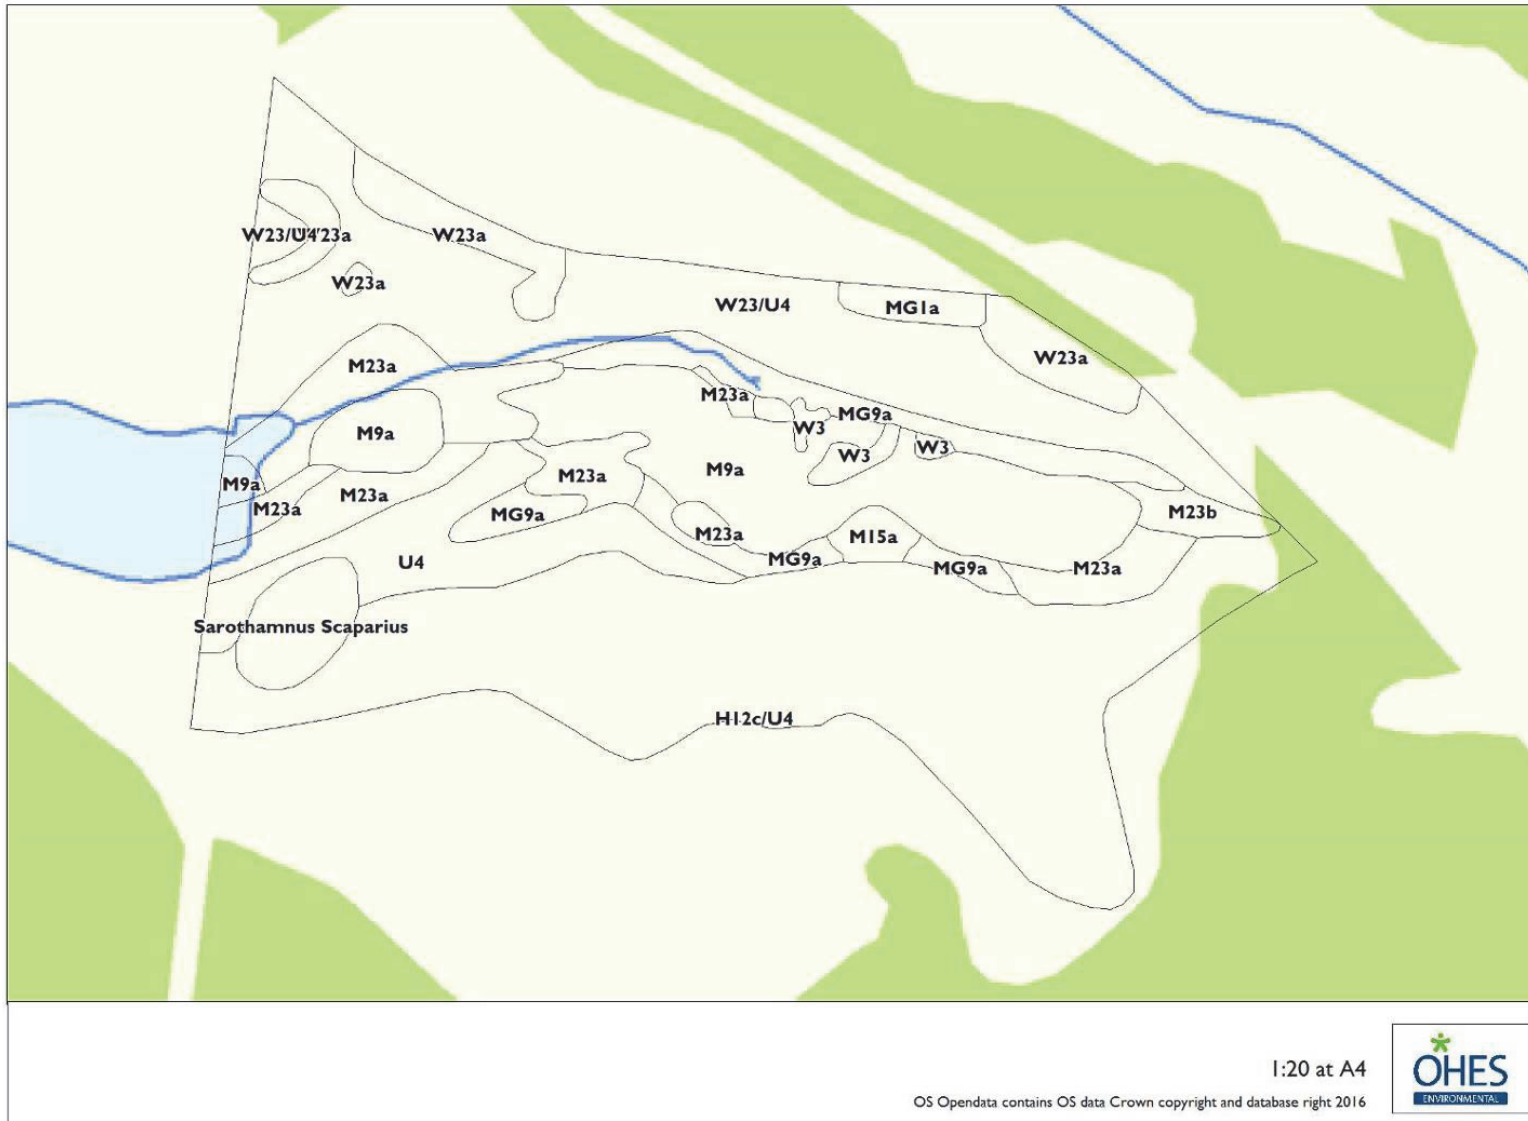 W23/U4
23a
W23a
W23a
W23/U4
MG1a
W23a
M23a
M23a
MG9a
W3
M9a
W3
W3
M9a
M23a
M9a
M23a
M23a
MG9a
M23b
M23a
M15a
MG9a
U4
MG9a
M23a
Sarothamnus Scaparius
H12c/U4
1:20 at A4
OS Opendata contains OS data Crown copyright and database right 2016
OHES
ENVIRONMENTAL